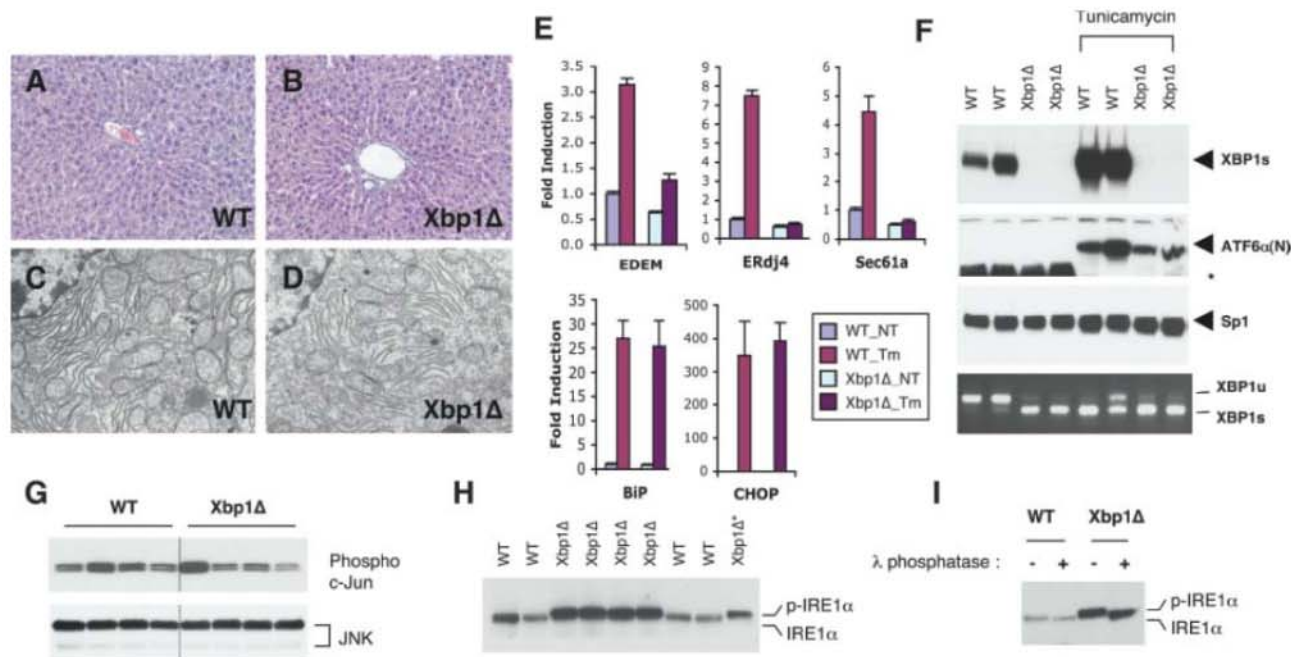 A
WT
B
Xbp1Δ
C
WT
D
Xbp1Δ
E
Fold Induction
3.5
3.0
2.5
2.0
1.5
1.0
0.5
0.0
EDEM
9
8
7
6
5
4
3
2
1
0
ERdj4
6
5
4
3
2
1
0
Sec61a
Fold Induction
35
30
25
20
15
10
5
0
BiP
500
400
300
200
100
0
CHOP
WT_NT
WT_Tm
Xbp1Δ_NT
Xbp1Δ_Tm
F
Tunicamycin
WT WT Xbp1Δ Xbp1Δ WT WT Xbp1Δ Xbp1Δ
XBP1s
ATF6α(N)
*
Sp1
XBP1u
XBP1s
G
WT Xbp1Δ
Phospho
c-Jun
JNK
H
WT WT Xbp1Δ Xbp1Δ Xbp1Δ Xbp1Δ WT WT Xbp1Δ*
p-IRE1α
IRE1α
I
WT Xbp1Δ
λ phosphatase : - + - +
p-IRE1α
IRE1α